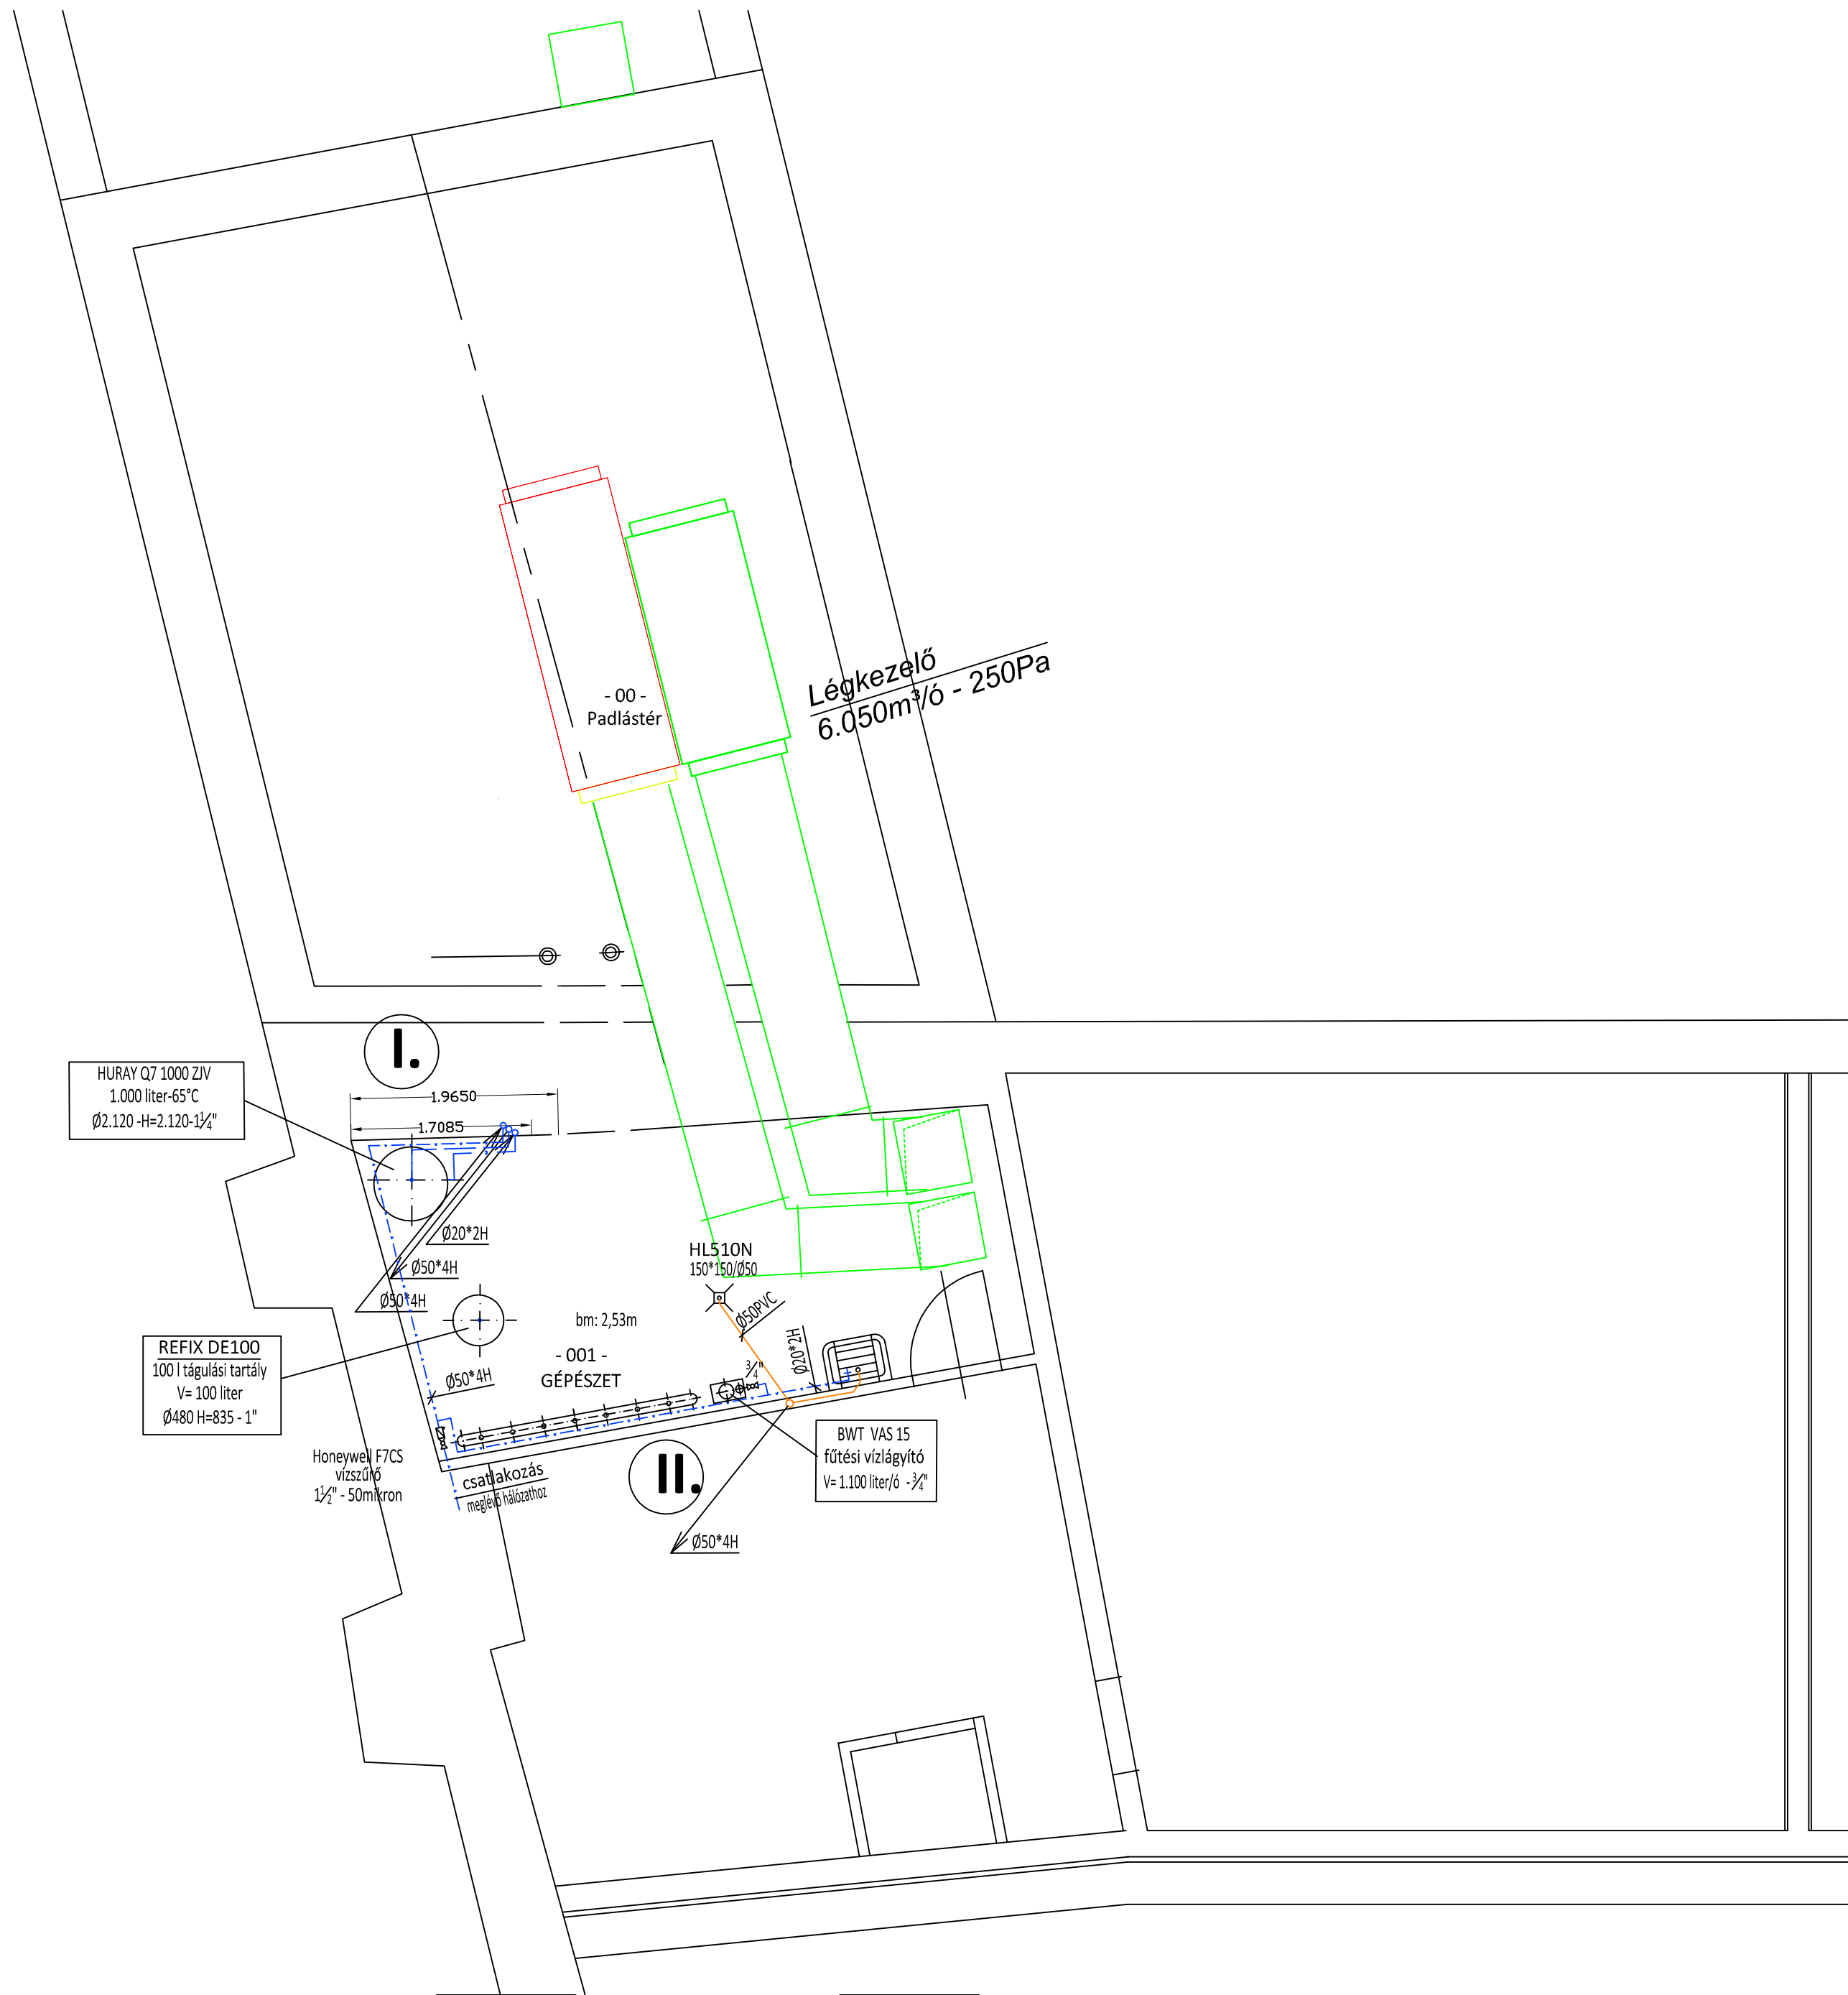 Légkezelő
6.050m³/ó - 250Pa
- 00 -
Padlástér
I.
HURAY Q7 1000 ZJV
1.000 liter-65°C
Ø2.120 -H=2.120-1¼"
1.9650
1.7085
Ø20*2H
Ø50*4H
Ø50*4H
HL510N
150*150/Ø50
Ø50PVC
bm: 2,53m
- 001 -
GÉPÉSZET
Ø20*2H
¾"
REFIX DE100
100 l tágulási tartály
V= 100 liter
Ø480 H=835 - 1"
Ø50*4H
BWT VAS 15
fűtési vízlágyító
V= 1.100 liter/ó - ¾"
Honeywell F7CS
vízszűrő
1½" - 50mikron
csatlakozás
meglévő hálózathoz
II.
Ø50*4H